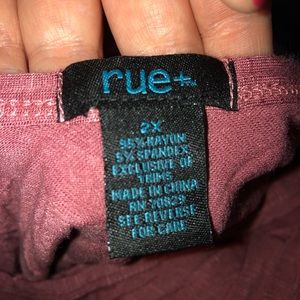 rue+
2X
95% RAYON
5% SPANDEX
EXCLUSIVE OF
TRIMS
MADE IN CHINA
RN 70829
SEE REVERSE
FOR CARE